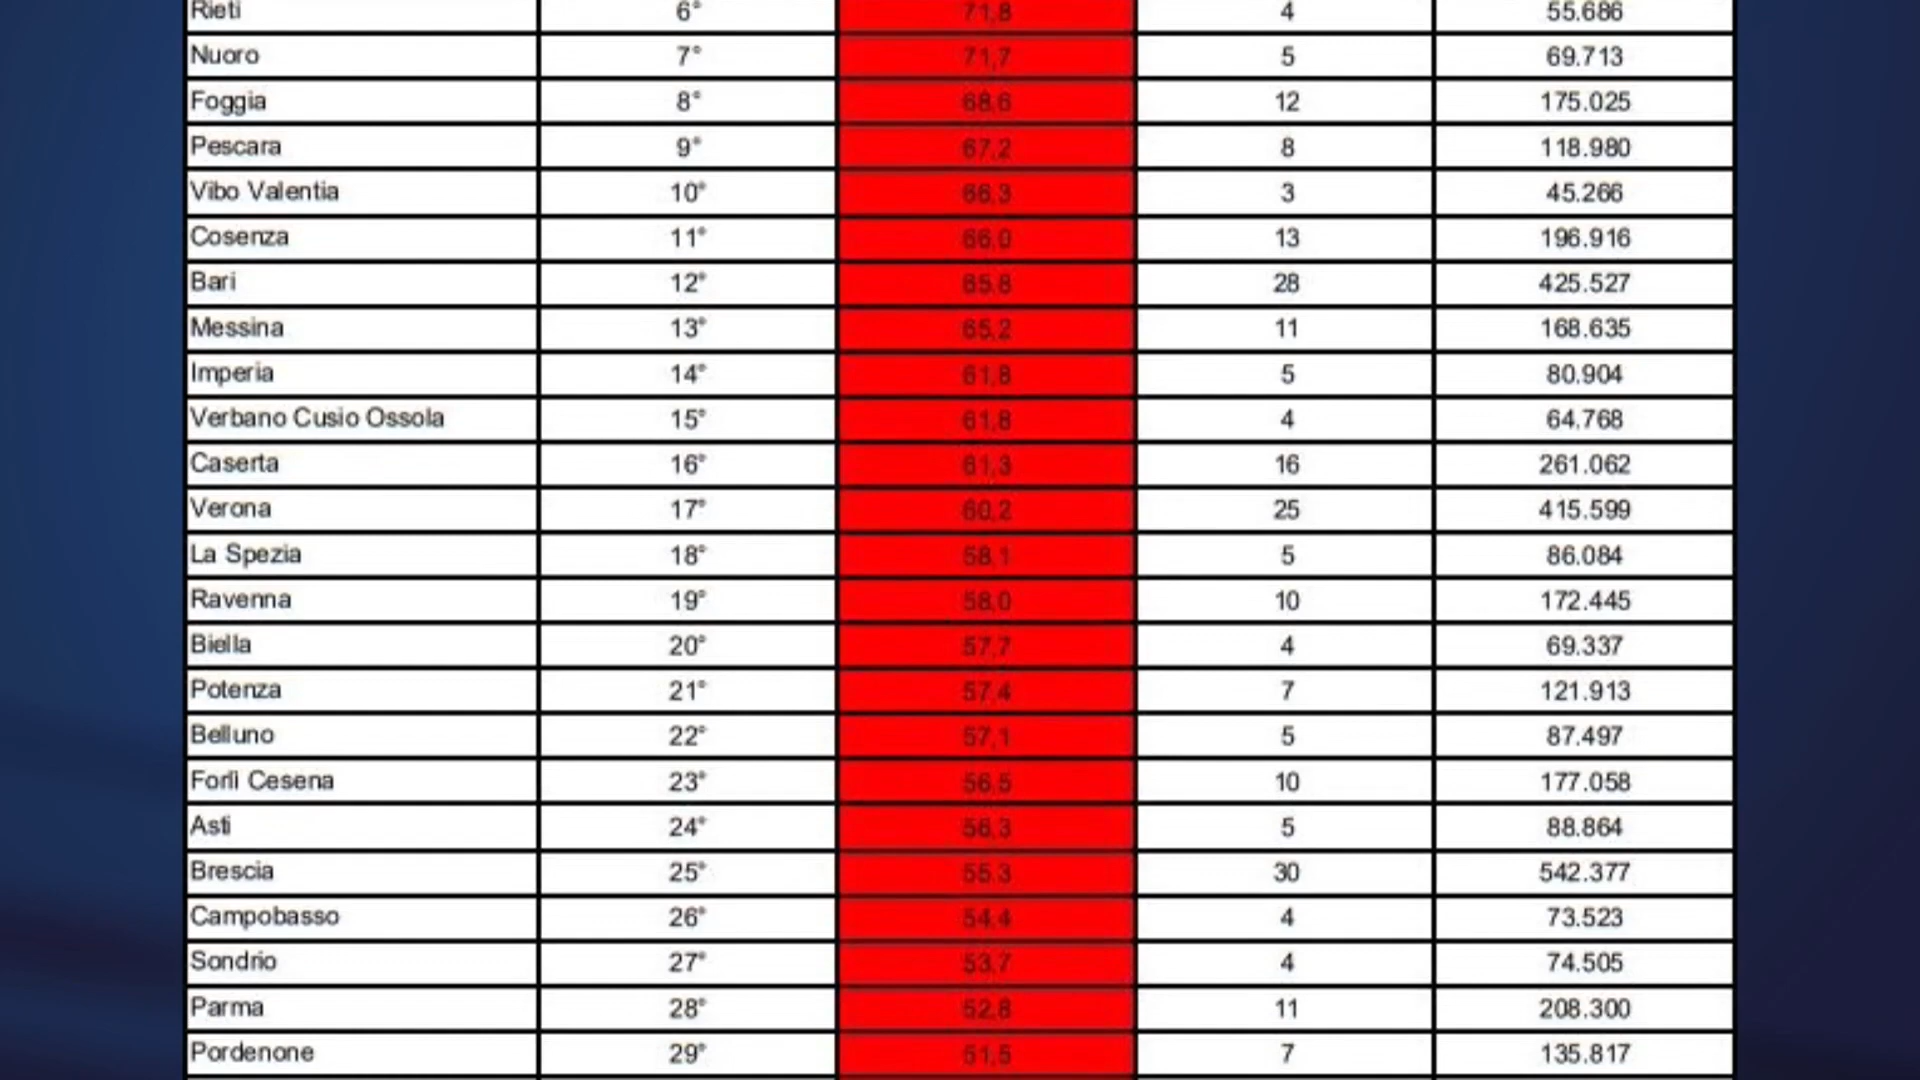 Rieti 6° 71,8 4 55.686
Nuoro 7° 71,7 5 69.713
Foggia 8° 68,6 12 175.025
Pescara 9° 67,2 8 118.980
Vibo Valentia 10° 66,3 3 45.266
Cosenza 11° 66,0 13 196.916
Bari 12° 65,8 28 425.527
Messina 13° 65,2 11 168.635
Imperia 14° 61,8 5 80.904
Verbano Cusio Ossola 15° 61,8 4 64.768
Caserta 16° 61,3 16 261.062
Verona 17° 60,2 25 415.599
La Spezia 18° 58,1 5 86.084
Ravenna 19° 58,0 10 172.445
Biella 20° 57,7 4 69.337
Potenza 21° 57,4 7 121.913
Belluno 22° 57,1 5 87.497
Forlì Cesena 23° 56,5 10 177.058
Asti 24° 56,3 5 88.864
Brescia 25° 55,3 30 542.377
Campobasso 26° 54,4 4 73.523
Sondrio 27° 53,7 4 74.505
Parma 28° 52,8 11 208.300
Pordenone 29° 51,5 7 135.817